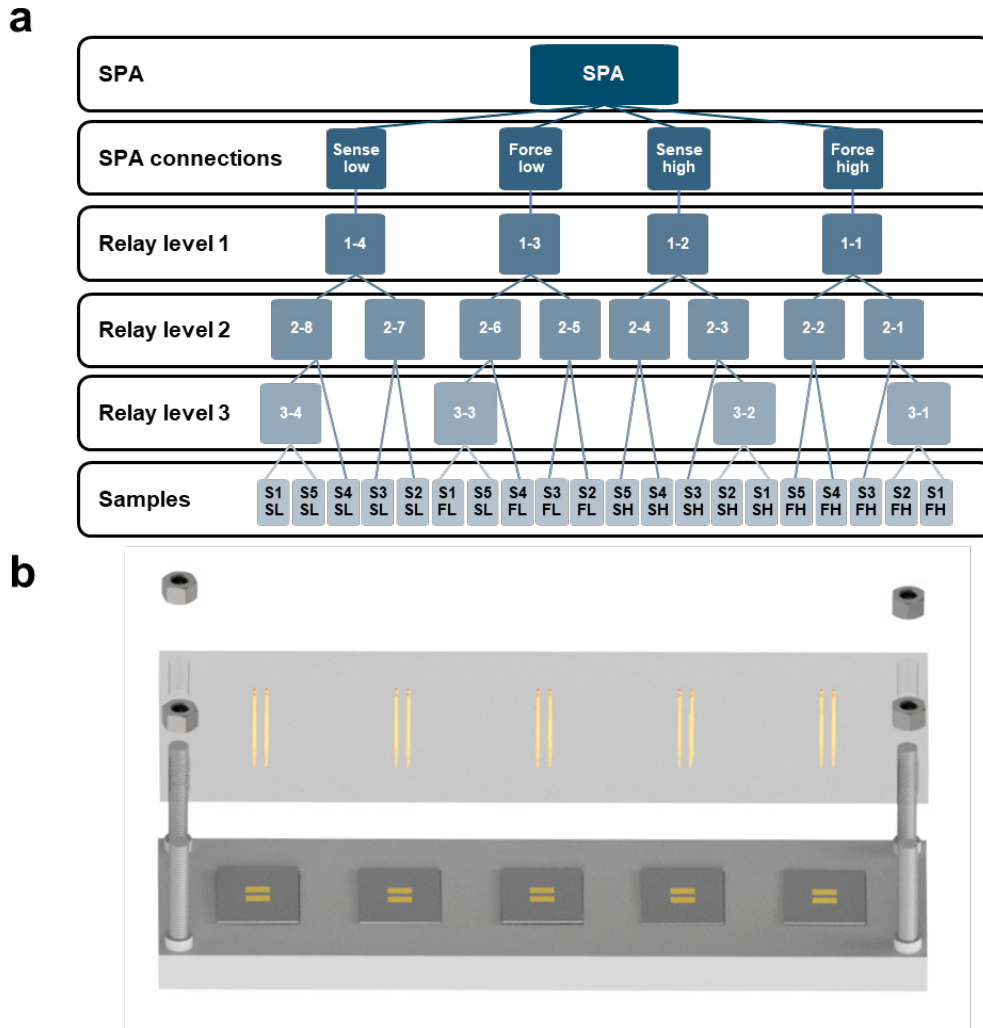 a
SPA
SPA
SPA connections
Sense
low
Force
low
Sense
high
Force
high
Relay level 1
1-4
1-3
1-2
1-1
Relay level 2
2-8
2-7
2-6
2-5
2-4
2-3
2-2
2-1
Relay level 3
3-4
3-3
3-2
3-1
Samples
S1
SL
S5
SL
S4
SL
S3
SL
S2
SL
S1
FL
S5
SL
S4
FL
S3
FL
S2
FL
S5
SH
S4
SH
S3
SH
S2
SH
S1
SH
S5
FH
S4
FH
S3
FH
S2
FH
S1
FH
b